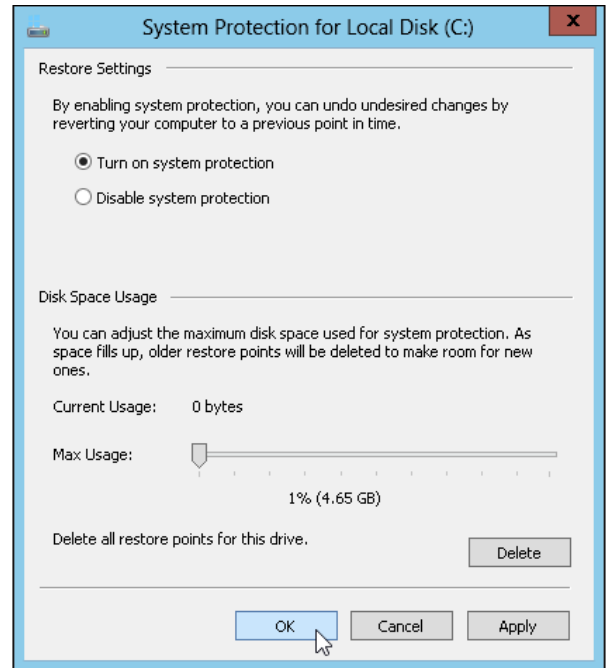 System Protection for Local Disk (C:)
x
Restore Settings
By enabling system protection, you can undo undesired changes by
reverting your computer to a previous point in time.
Turn on system protection
Disable system protection
Disk Space Usage
You can adjust the maximum disk space used for system protection. As
space fills up, older restore points will be deleted to make room for new
ones.
Current Usage: 0 bytes
Max Usage:
1% (4.65 GB)
Delete all restore points for this drive.
Delete
OK Cancel Apply